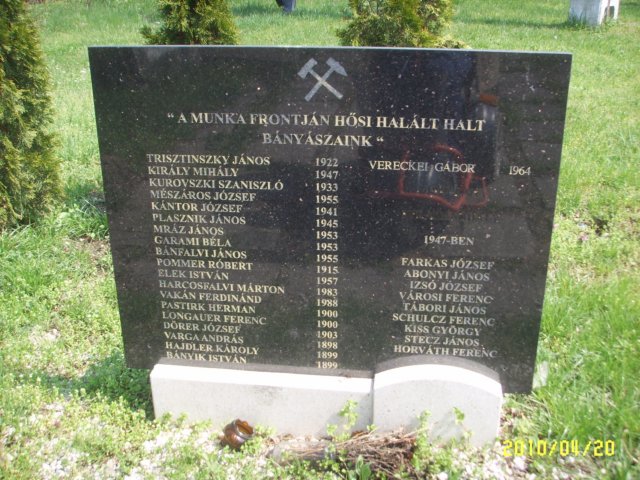 " A MUNKA FRONTJÁN HŐSI HALÁLT HALT
BÁNYÁSZAINK "
TRISZTINSZKY JÁNOS 1922
KIRÁLY MIHÁLY 1947
KUROVSZKI SZANISZLÓ 1933
MÉSZÁROS JÓZSEF 1955
KÁNTOR JÓZSEF 1941
PLASZNIK JÁNOS 1945
MRÁZ JÁNOS 1953
GARAMI BÉLA 1953
BÁNFALVI JÁNOS 1955
POMMER RÓBERT 1915
ELEK ISTVÁN 1957
HARCOSFALVI MÁRTON 1983
VAKÁN FERDINÁND 1988
PASTIRK HERMAN 1900
LONGAUER FERENC 1900
DÖRER JÓZSEF 1903
VARGA ANDRÁS 1898
HAJDLER KÁROLY 1899
BÁNYIK ISTVÁN 1899
VERECKEI GÁBOR 1964
1947-BEN
FARKAS JÓZSEF
ABONYI JÁNOS
IZSÓ JÓZSEF
VÁROSI FERENC
TÁBORI JÁNOS
SCHULCZ FERENC
KISS GYÖRGY
STECZ JÁNOS
HORVÁTH FERENC
2010/04/20